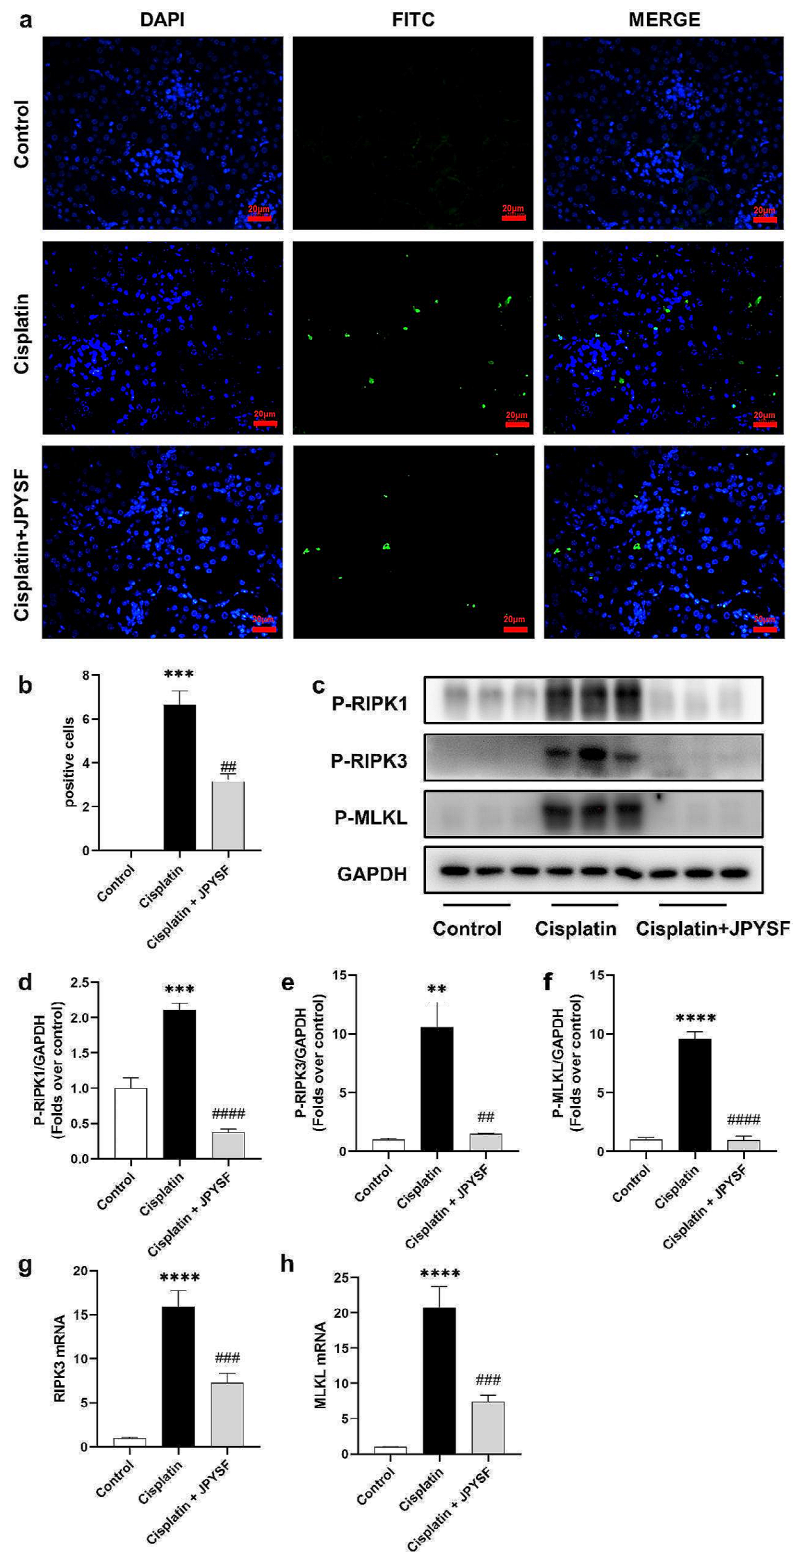 a
DAPI
FITC
MERGE
Control
20μm
20μm
20μm
Cisplatin
20μm
20μm
20μm
Cisplatin+JPYSF
20μm
20μm
20μm
b
positive cells
8
6
4
2
0
***
##
Control
Cisplatin
Cisplatin + JPYSF
c
P-RIPK1
P-RIPK3
P-MLKL
GAPDH
Control
Cisplatin
Cisplatin+JPYSF
d
P-RIPK1/GAPDH
(Folds over control)
2.5
2.0
1.5
1.0
0.5
0.0
***
####
Control
Cisplatin
Cisplatin + JPYSF
e
P-RIPK3/GAPDH
(Folds over control)
15
10
5
0
**
##
Control
Cisplatin
Cisplatin + JPYSF
f
P-MLKL/GAPDH
(Folds over control)
15
10
5
0
****
####
Control
Cisplatin
Cisplatin + JPYSF
g
RIPK3 mRNA
20
15
10
5
0
****
###
Control
Cisplatin
Cisplatin + JPYSF
h
MLKL mRNA
25
20
15
10
5
0
****
###
Control
Cisplatin
Cisplatin + JPYSF